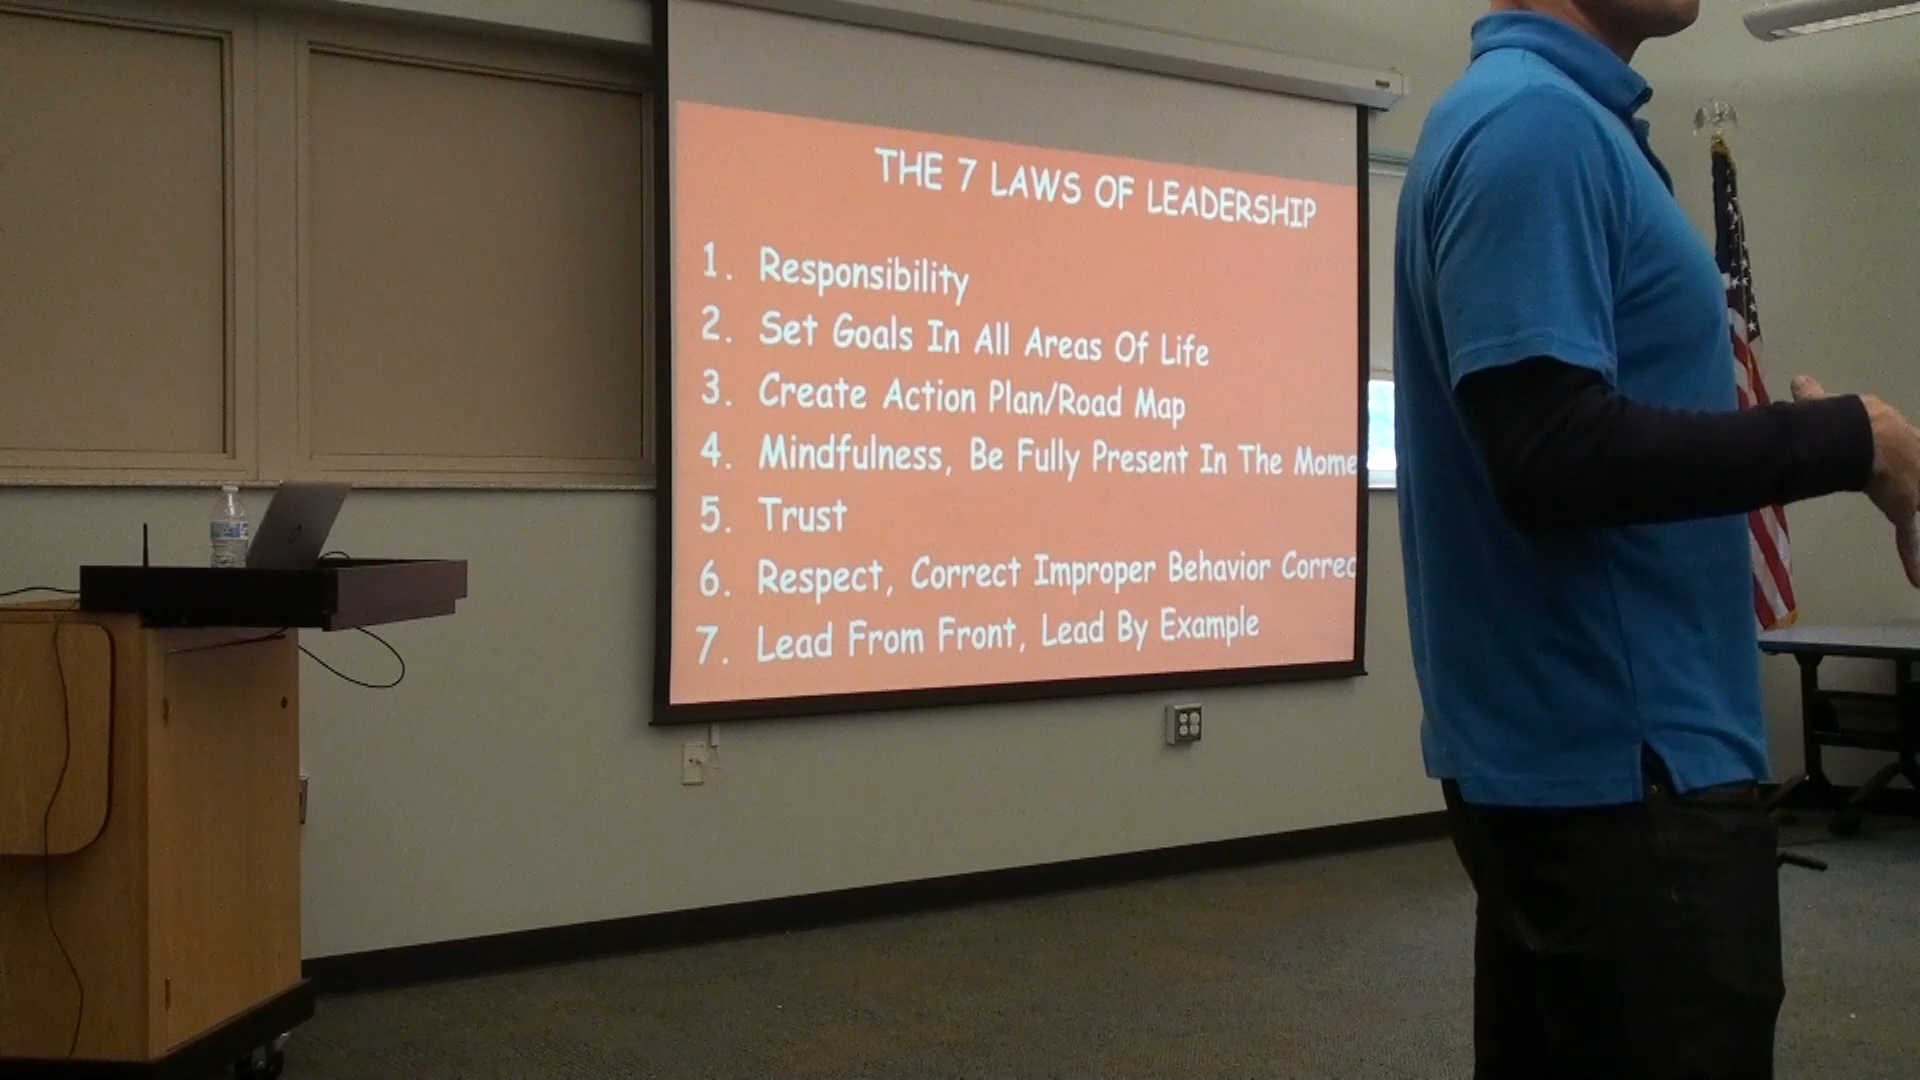 THE 7 LAWS OF LEADERSHIP
1. Responsibility
2. Set Goals In All Areas Of Life
3. Create Action Plan/Road Map
4. Mindfulness, Be Fully Present In The Mome
5. Trust
6. Respect, Correct Improper Behavior Correc
7. Lead From Front, Lead By Example